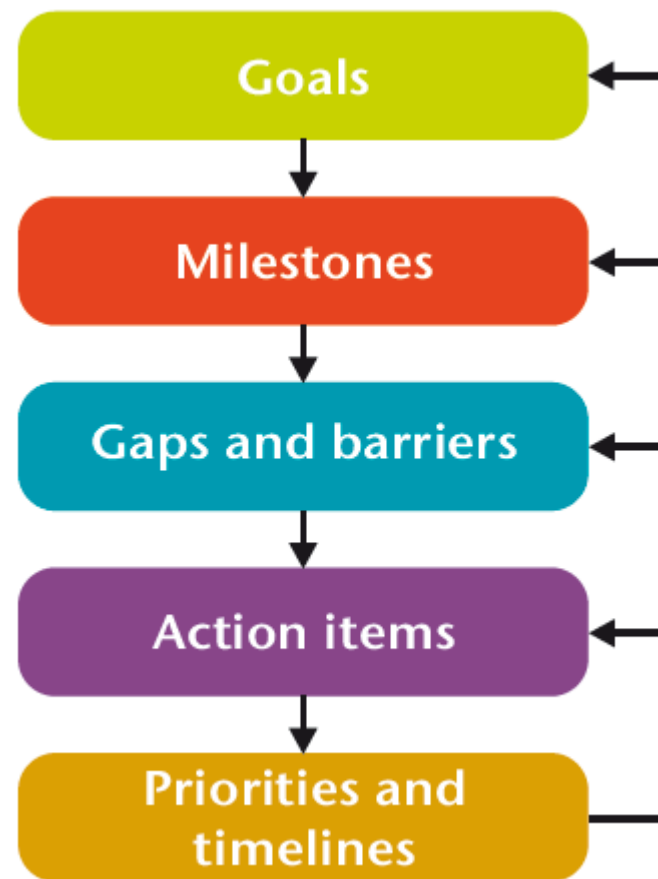 Goals
Milestones
Gaps and barriers
Action items
Priorities and
timelines